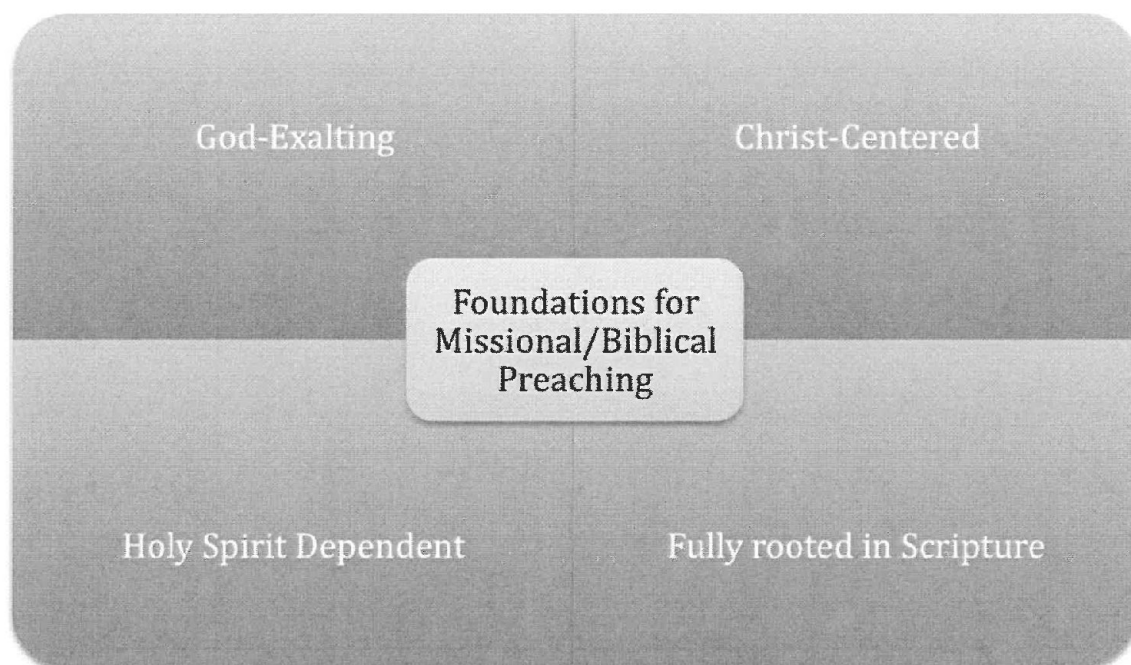 God-Exalting
Christ-Centered
Foundations for
Missional/Biblical
Preaching
Holy Spirit Dependent
Fully rooted in Scripture